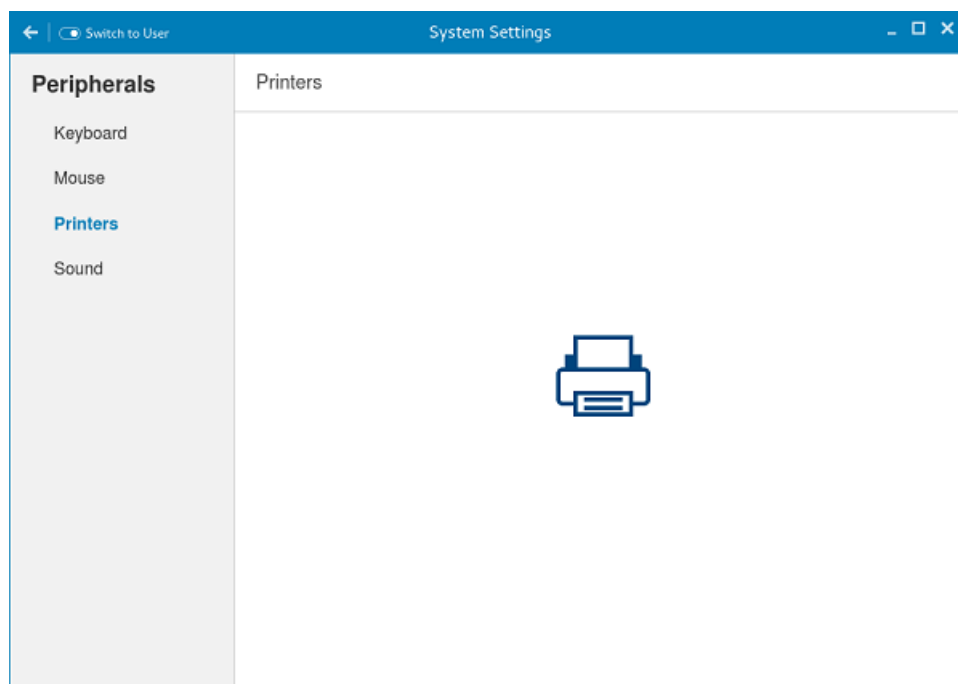 Switch to User
System Settings
Peripherals
Printers
Keyboard
Mouse
Printers
Sound